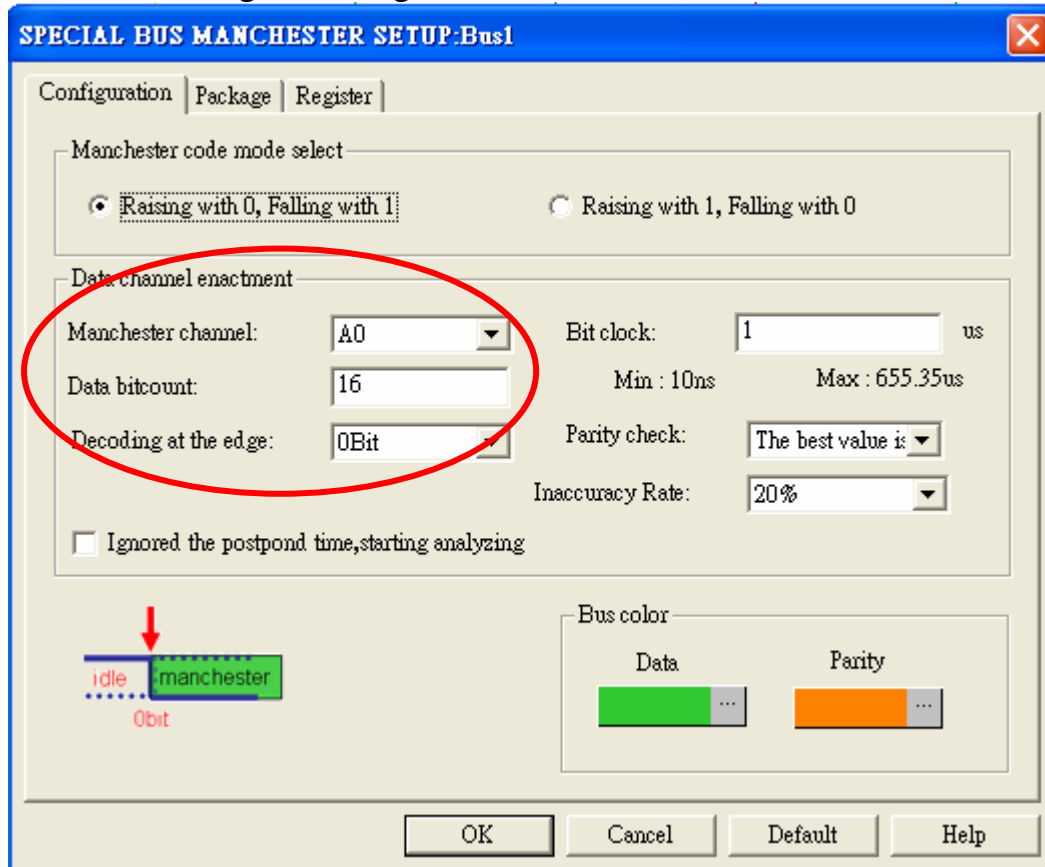 SPECIAL BUS MANCHESTER SETUP:Bus1
Configuration Package Register
Manchester code mode select
Raising with 0, Falling with 1 Raising with 1, Falling with 0
Data channel enactment
Manchester channel: A0 Bit clock: 1 us
Data bitcount: 16 Min : 10ns Max : 655.35us
Decoding at the edge: 0Bit Parity check: The best value is
Inaccuracy Rate: 20%
Ignored the postpond time,starting analyzing
Bus color
Data Parity
idle manchester
0bit
... ...
OK Cancel Default Help